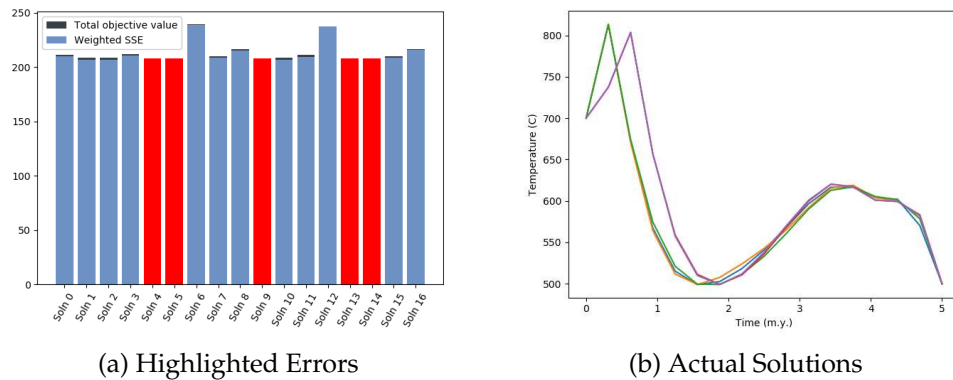 250
200
150
100
50
0
Total objective value
Weighted SSE
Soln 0
Soln 1
Soln 2
Soln 3
Soln 4
Soln 5
Soln 6
Soln 7
Soln 8
Soln 9
Soln 10
Soln 11
Soln 12
Soln 13
Soln 14
Soln 15
Soln 16
(a) Highlighted Errors
Temperature (C)
800
750
700
650
600
550
500
0
1
2
3
4
5
Time (m.y.)
(b) Actual Solutions